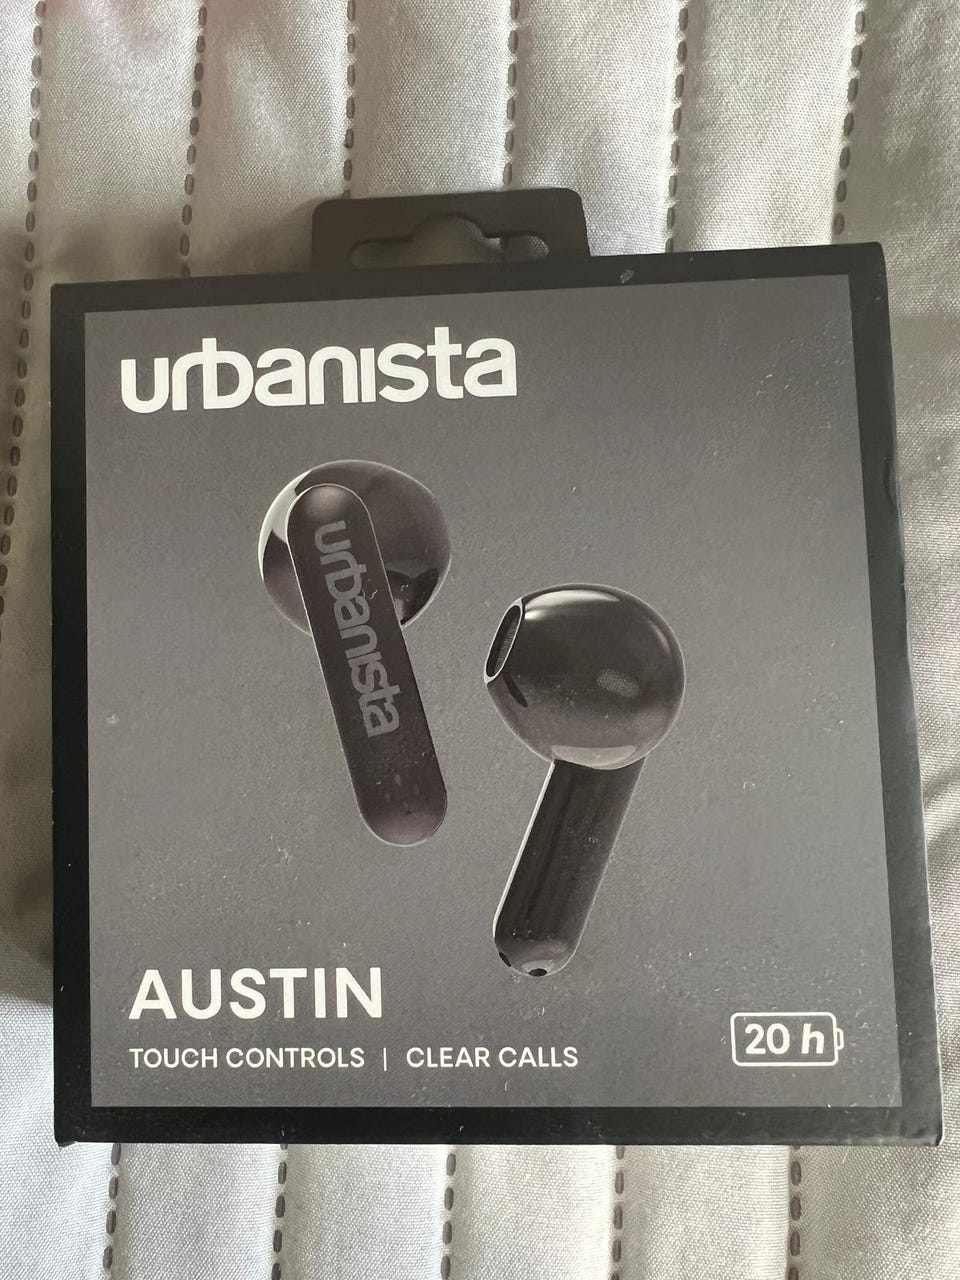 urbanista
urbanista
AUSTIN
TOUCH CONTROLS | CLEAR CALLS
20 h